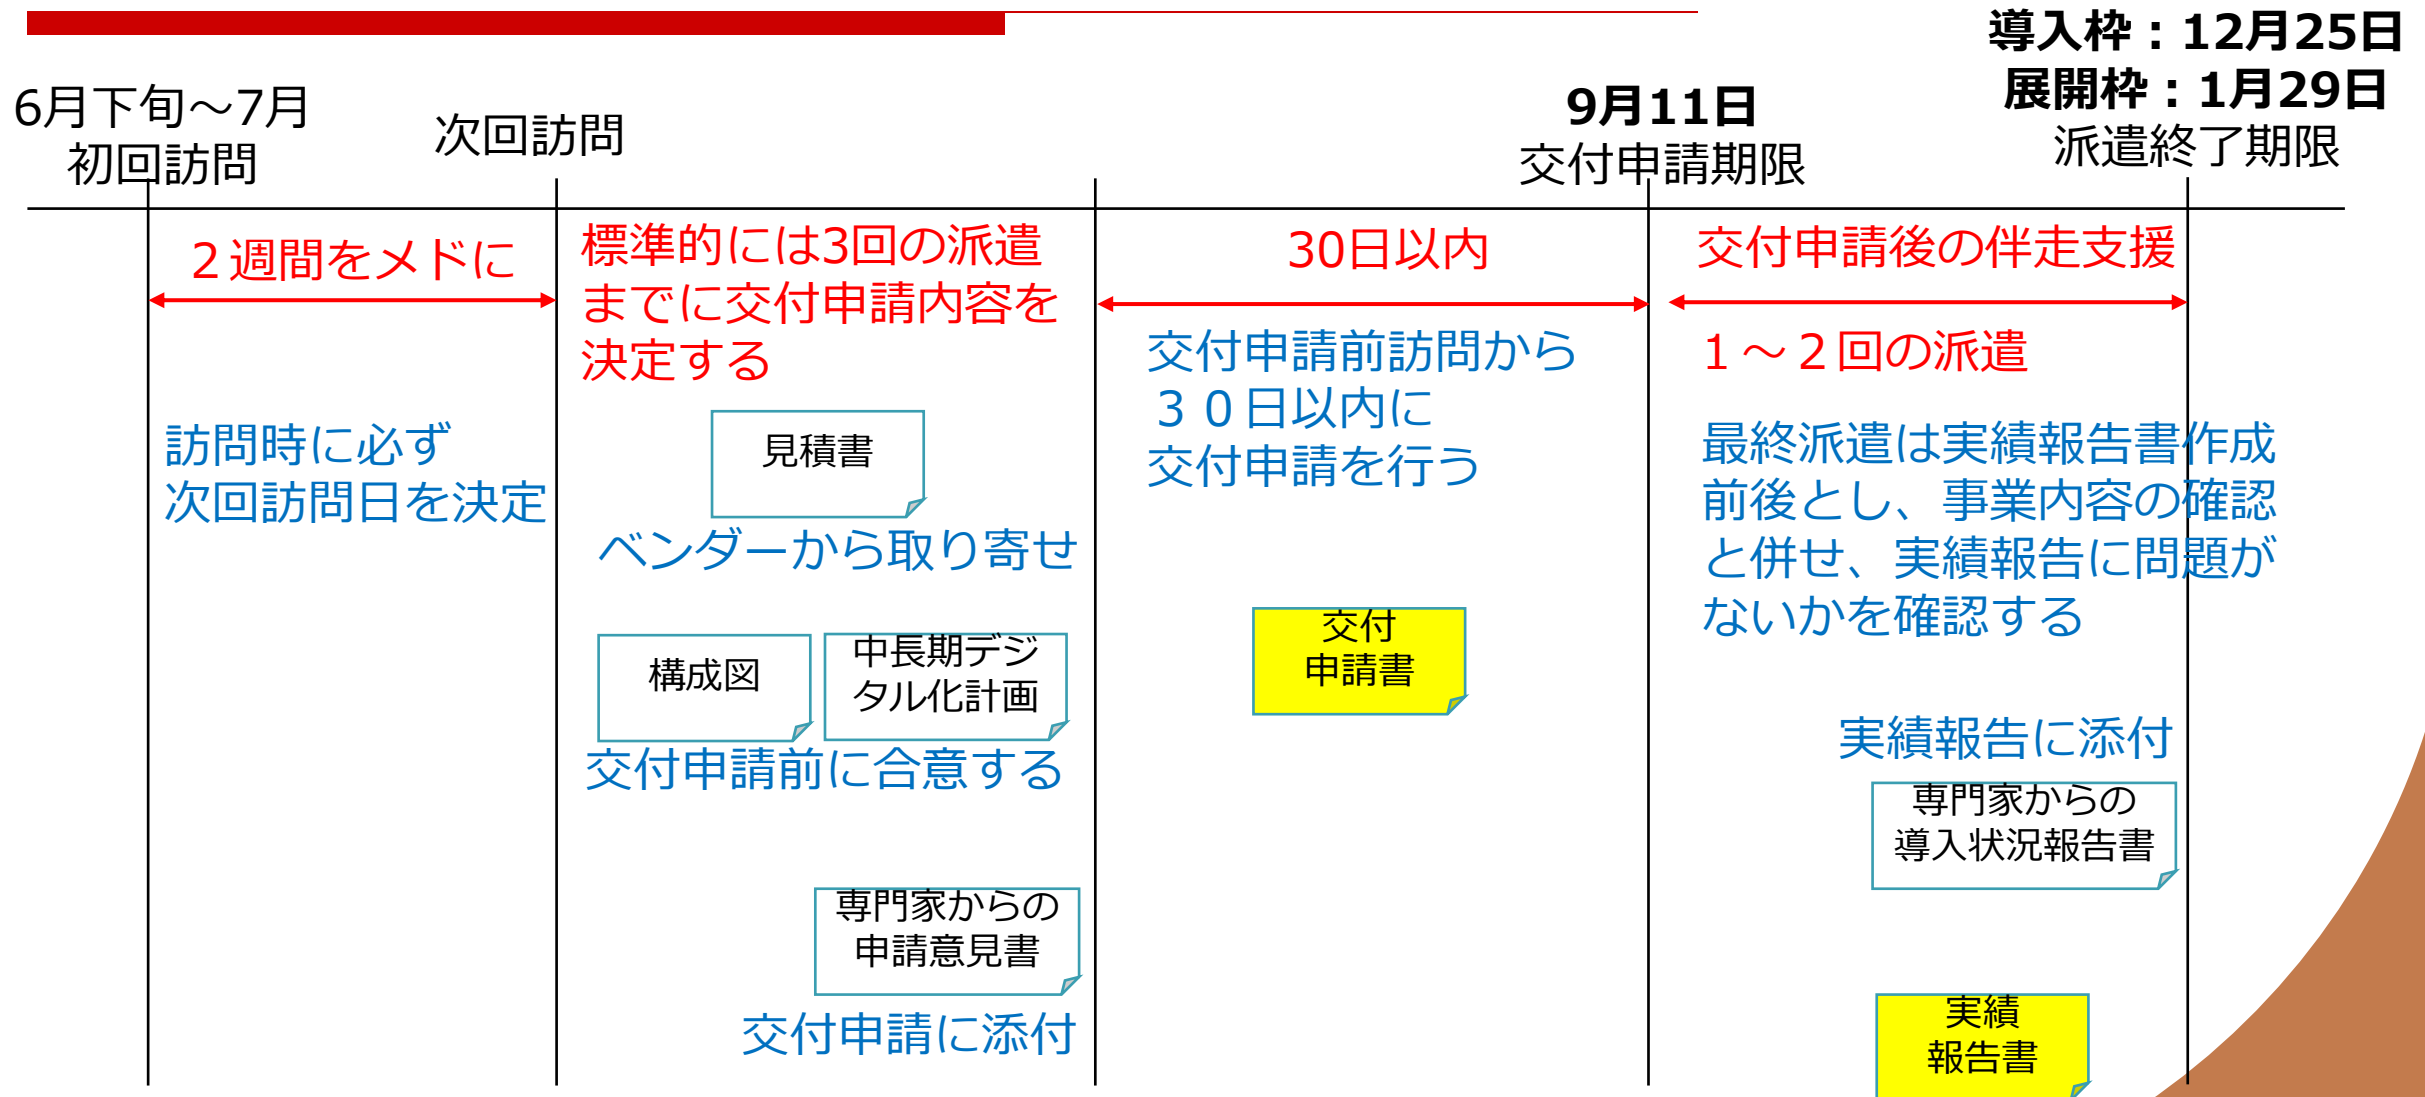 導入枠：12月25日
展開枠：1月29日
派遣終了期限
6月下旬～7月
初回訪問
次回訪問
9月11日
交付申請期限
２週間をメドに
訪問時に必ず
次回訪問日を決定
標準的には3回の派遣
までに交付申請内容を
決定する
見積書
ベンダーから取り寄せ
構成図
中長期デジ
タル化計画
交付申請前に合意する
専門家からの
申請意見書
交付申請に添付
30日以内
交付申請前訪問から
３０日以内に
交付申請を行う
交付
申請書
交付申請後の伴走支援
１～２回の派遣
最終派遣は実績報告書作成
前後とし、事業内容の確認
と併せ、実績報告に問題が
ないかを確認する
実績報告に添付
専門家からの
導入状況報告書
実績
報告書